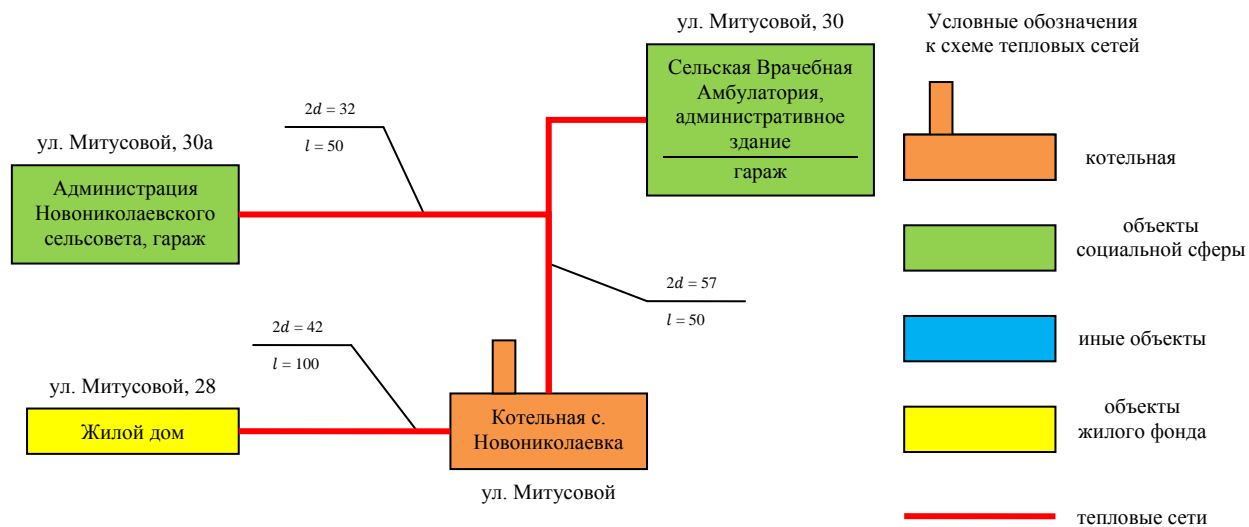 ул. Митусовой, 30
Сельская Врачебная
Амбулатория,
административное
здание
гараж
2d = 32
l = 50
ул. Митусовой, 30а
Администрация
Новониколаевского
сельсовета, гараж
2d = 57
l = 50
2d = 42
l = 100
ул. Митусовой, 28
Жилой дом
Котельная с.
Новониколаевка
ул. Митусовой
Условные обозначения
к схеме тепловых сетей
котельная
объекты
социальной сферы
иные объекты
объекты
жилого фонда
тепловые сети